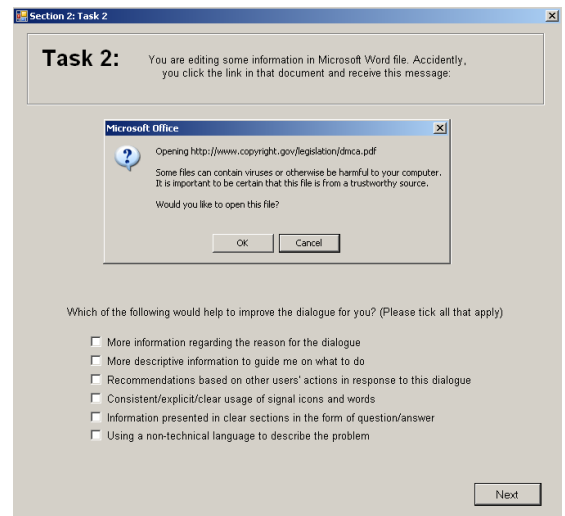 Section 2: Task 2
Task 2:
You are editing some information in Microsoft Word file. Accidently,
you click the link in that document and receive this message:
Microsoft Office
Opening http://www.copyright.gov/legislation/dmca.pdf
Some files can contain viruses or otherwise be harmful to your computer.
It is important to be certain that this file is from a trustworthy source.
Would you like to open this file?
OK Cancel
Which of the following would help to improve the dialogue for you? (Please tick all that apply)
More information regarding the reason for the dialogue
More descriptive information to guide me on what to do
Recommendations based on other users' actions in response to this dialogue
Consistent/explicit/clear usage of signal icons and words
Information presented in clear sections in the form of question/answer
Using a non-technical language to describe the problem
Next